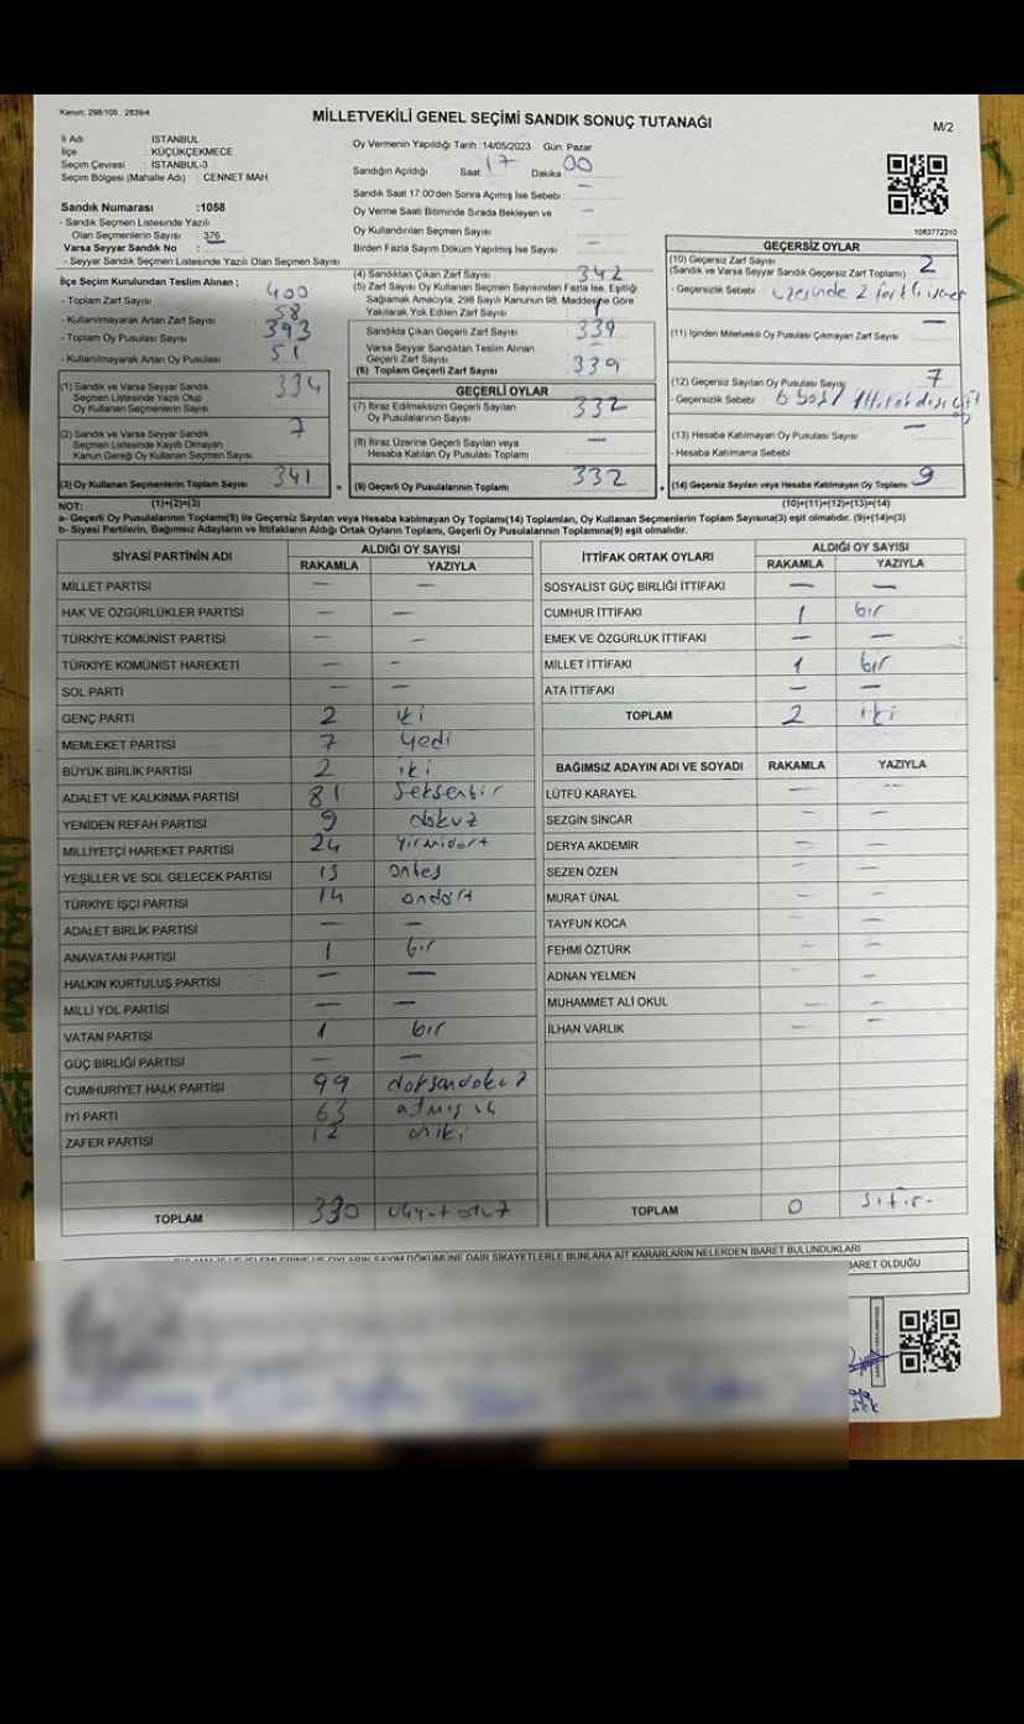 Kanun: 298/105 , 2839/4
MİLLETVEKİLİ GENEL SEÇİMİ SANDIK SONUÇ TUTANAĞI
M/2
İl Adı : İSTANBUL
İlçe : KÜÇÜKÇEKMECE
Seçim Çevresi : İSTANBUL-3
Seçim Bölgesi (Mahalle Adı) : CENNET MAH
Sandık Numarası :1058
- Sandık Seçmen Listesinde Yazılı
Olan Seçmenlerin Sayısı : 376
Varsa Seyyar Sandık No :
- Seyyar Sandık Seçmen Listesinde Yazılı Olan Seçmen Sayısı :
Oy Vermenin Yapıldığı Tarih : 14/05/2023 Gün: Pazar
Sandığın Açıldığı Saat 17 Dakika 00
Sandık Saat 17:00'den Sonra Açılmış İse Sebebi : —
Oy Verme Saati Bitiminde Sırada Bekleyen ve
Oy Kullandırılan Seçmen Sayısı : —
Birden Fazla Sayım Döküm Yapılmış İse Sayısı : —
1083772310
İlçe Seçim Kurulundan Teslim Alınan :
- Toplam Zarf Sayısı 400
- Kullanılmayarak Artan Zarf Sayısı 58
- Toplam Oy Pusulası Sayısı 393
- Kullanılmayarak Artan Oy Pusulası 51
(1) Sandık ve Varsa Seyyar Sandık
Seçmen Listesinde Yazılı Olup
Oy Kullanan Seçmenlerin Sayısı 334
(2) Sandık ve Varsa Seyyar Sandık
Seçmen Listesinde Kayıtlı Olmayan
Kanun Gereği Oy Kullanan Seçmen Sayısı 7
(3) Oy Kullanan Seçmenlerin Toplam Sayısı 341
(4) Sandıktan Çıkan Zarf Sayısı 342
(5) Zarf Sayısı Oy Kullanan Seçmen Sayısından Fazla İse, Eşitliği
Sağlamak Amacıyla, 298 Sayılı Kanunun 98. Maddesine Göre
Yakılarak Yok Edilen Zarf Sayısı 1
Sandıkta Çıkan Geçerli Zarf Sayısı 339
Varsa Seyyar Sandıktan Teslim Alınan
Geçerli Zarf Sayısı —
(6) Toplam Geçerli Zarf Sayısı 339
GEÇERLİ OYLAR
(7) İtiraz Edilmeksizin Geçerli Sayılan
Oy Pusulalarının Sayısı 332
(8) İtiraz Üzerine Geçerli Sayılan veya
Hesaba Katılan Oy Pusulası Toplamı —
(9) Geçerli Oy Pusulalarının Toplamı 332
GEÇERSİZ OYLAR
(10) Geçersiz Zarf Sayısı
(Sandık ve Varsa Seyyar Sandık Geçersiz Zarf Toplamı) 2
- Geçersizlik Sebebi : üzerinde 2 farklı
(11) İçinden Milletvekili Oy Pusulası Çıkmayan Zarf Sayısı —
(12) Geçersiz Sayılan Oy Pusulası Sayısı 7
- Geçersizlik Sebebi 6 boş/
(13) Hesaba Katılmayan Oy Pusulası Sayısı —
- Hesaba Katılmama Sebebi
(14) Geçersiz Sayılan veya Hesaba Katılmayan Oy Toplamı 9
NOT: (1)+(2)=(3) (10)+(11)+(12)+(13)=(14)
a- Geçerli Oy Pusulalarının Toplamı(9) ile Geçersiz Sayılan veya Hesaba katılmayan Oy Toplamı(14) Toplamları, Oy Kullanan Seçmenlerin Toplam Sayısına(3) eşit olmalıdır. (9)+(14)=(3)
b- Siyasi Partilerin, Bağımsız Adayların ve İttifakların Aldığı Ortak Oyların Toplamı, Geçerli Oy Pusulalarının Toplamına(9) eşit olmalıdır.
SİYASİ PARTİNİN ADI ALDIĞI OY SAYISI
RAKAMLA YAZIYLA
MİLLET PARTİSİ — —
HAK VE ÖZGÜRLÜKLER PARTİSİ — —
TÜRKİYE KOMÜNİST PARTİSİ — —
TÜRKİYE KOMÜNİST HAREKETİ — —
SOL PARTİ — —
GENÇ PARTİ 2 iki
MEMLEKET PARTİSİ 7 yedi
BÜYÜK BİRLİK PARTİSİ 2 iki
ADALET VE KALKINMA PARTİSİ 81 seksenbir
YENİDEN REFAH PARTİSİ 9 dokuz
MİLLİYETÇİ HAREKET PARTİSİ 24 yirmidört
YEŞİLLER VE SOL GELECEK PARTİSİ
TÜRKİYE İŞÇİ PARTİSİ 14 ondört
ADALET BİRLİK PARTİSİ — —
ANAVATAN PARTİSİ 1 bir
HALKIN KURTULUŞ PARTİSİ — —
MİLLİ YOL PARTİSİ — —
VATAN PARTİSİ 1 bir
GÜÇ BİRLİĞİ PARTİSİ — —
CUMHURİYET HALK PARTİSİ 99 doksandokuz
İYİ PARTİ 63 atmış üç
ZAFER PARTİSİ 12 oniki
TOPLAM 330 üçyüzotuz
İTTİFAK ORTAK OYLARI ALDIĞI OY SAYISI
RAKAMLA YAZIYLA
SOSYALİST GÜÇ BİRLİĞİ İTTİFAKI — —
CUMHUR İTTİFAKI 1 bir
EMEK VE ÖZGÜRLÜK İTTİFAKI — —
MİLLET İTTİFAKI 1 bir
ATA İTTİFAKI — —
TOPLAM 2 iki
BAĞIMSIZ ADAYIN ADI VE SOYADI RAKAMLA YAZIYLA
LÜTFÜ KARAYEL — —
SEZGİN SİNCAR — —
DERYA AKDEMİR — —
SEZEN ÖZEN — —
MURAT ÜNAL — —
TAYFUN KOCA — —
FEHMİ ÖZTÜRK — —
ADNAN YELMEN — —
MUHAMMET ALİ OKUL — —
İLHAN VARLIK — —
TOPLAM 0 sıfır
OYLARIN SAYIM DÖKÜMÜNE DAİR ŞİKAYETLERLE BUNLARA AİT KARARLARIN NELERDEN İBARET BULUNDUKLARI
İBARET OLDUĞU